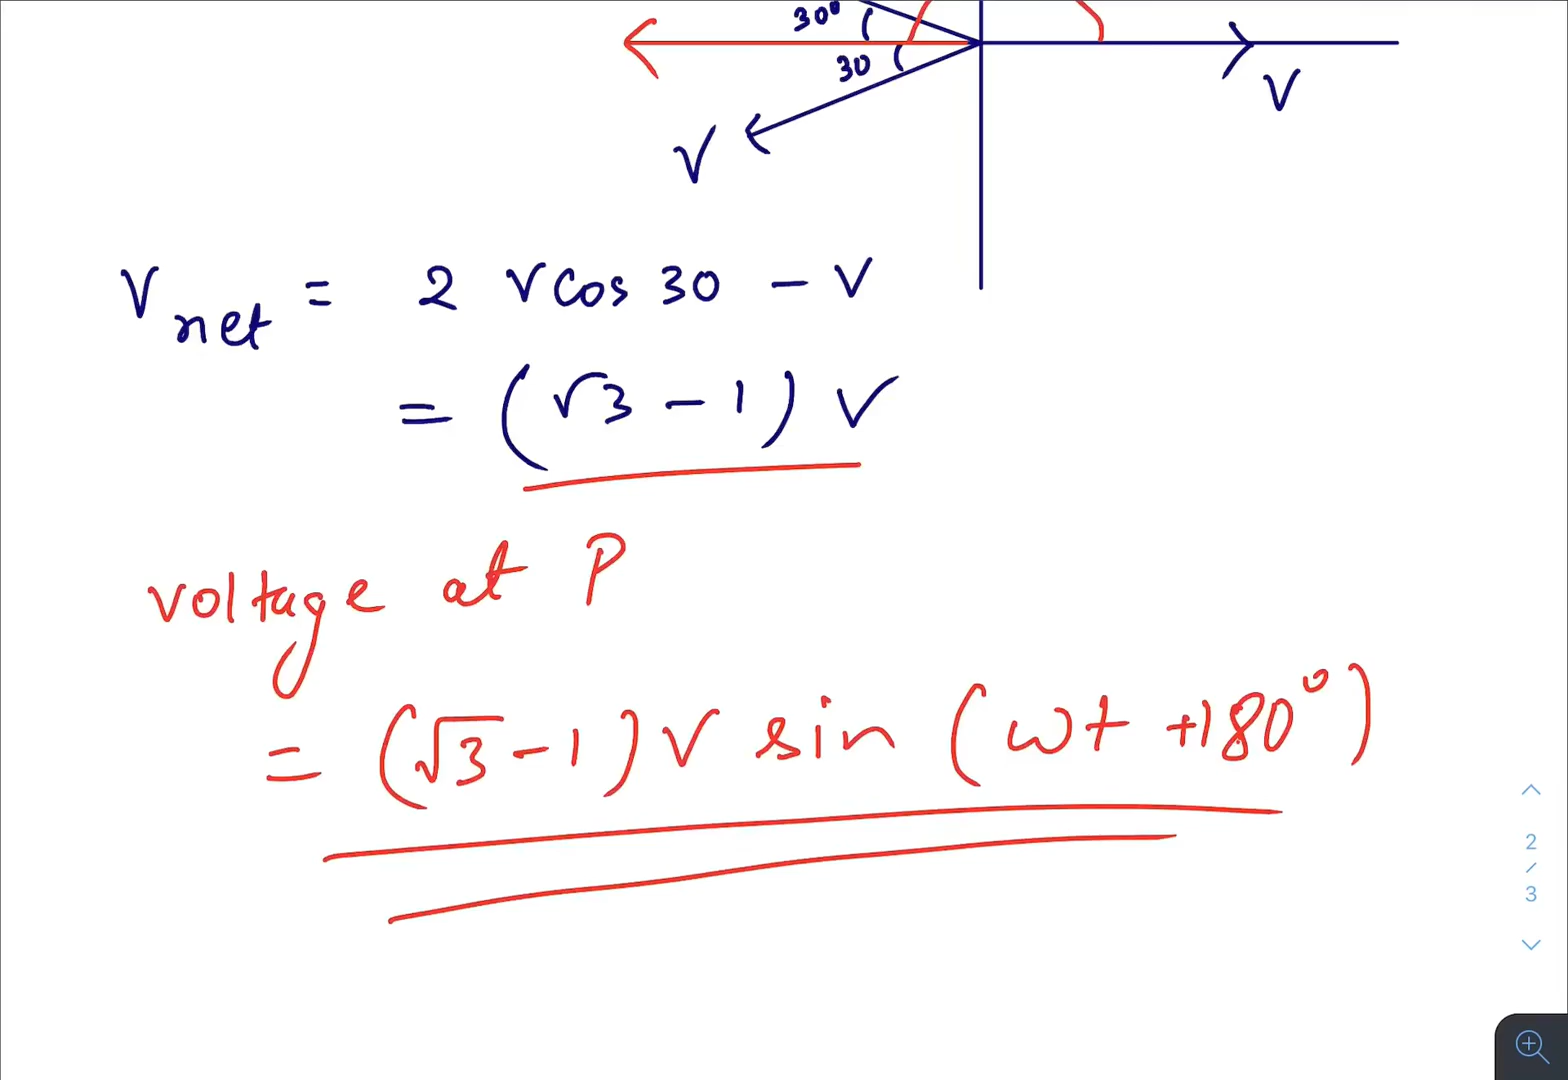 30°
30
V
V
Vnet = 2 V cos 30 - V
= (√3 - 1) V
voltage at P
= (√3 - 1) V sin (ωt + 180°)
2
/
3